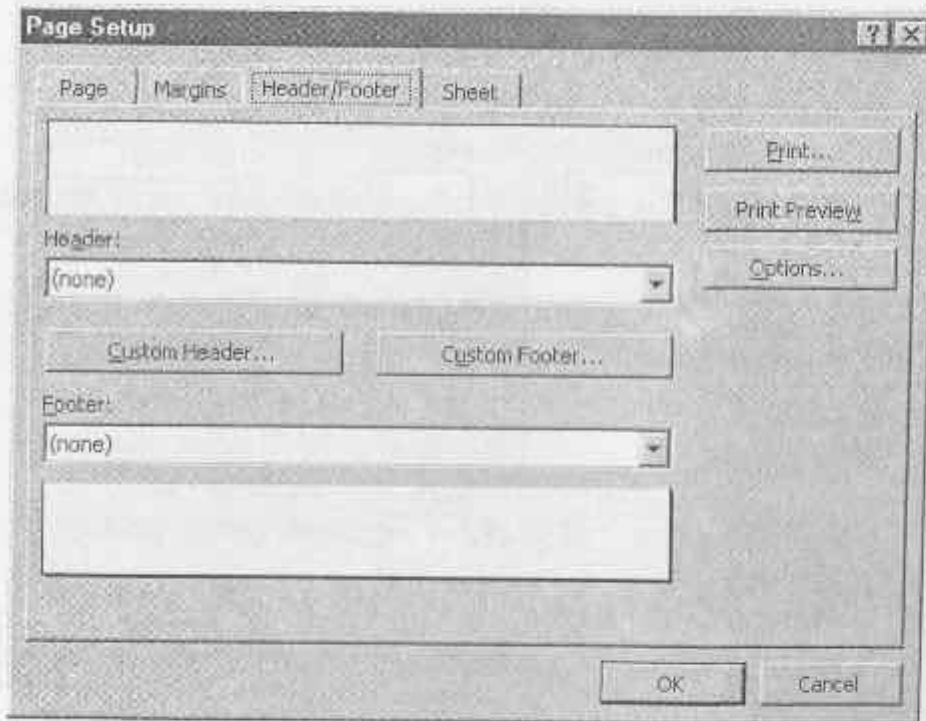 Page Setup
? X
Page Margins Header/Footer Sheet
Print...
Print Preview
Header:
Options...
(none)
Custom Header... Custom Footer...
Footer:
(none)
OK Cancel